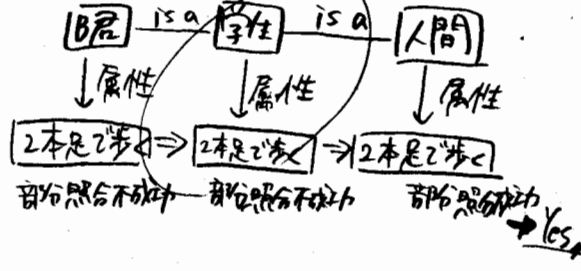 B君 is a 学性 is a 人間
属性 属性 属性
2本足で歩く ⇒ 2本足で歩く ⇒ 2本足で歩く
部分照合不成功 部分照合不成功 部分照合成功
→ Yes